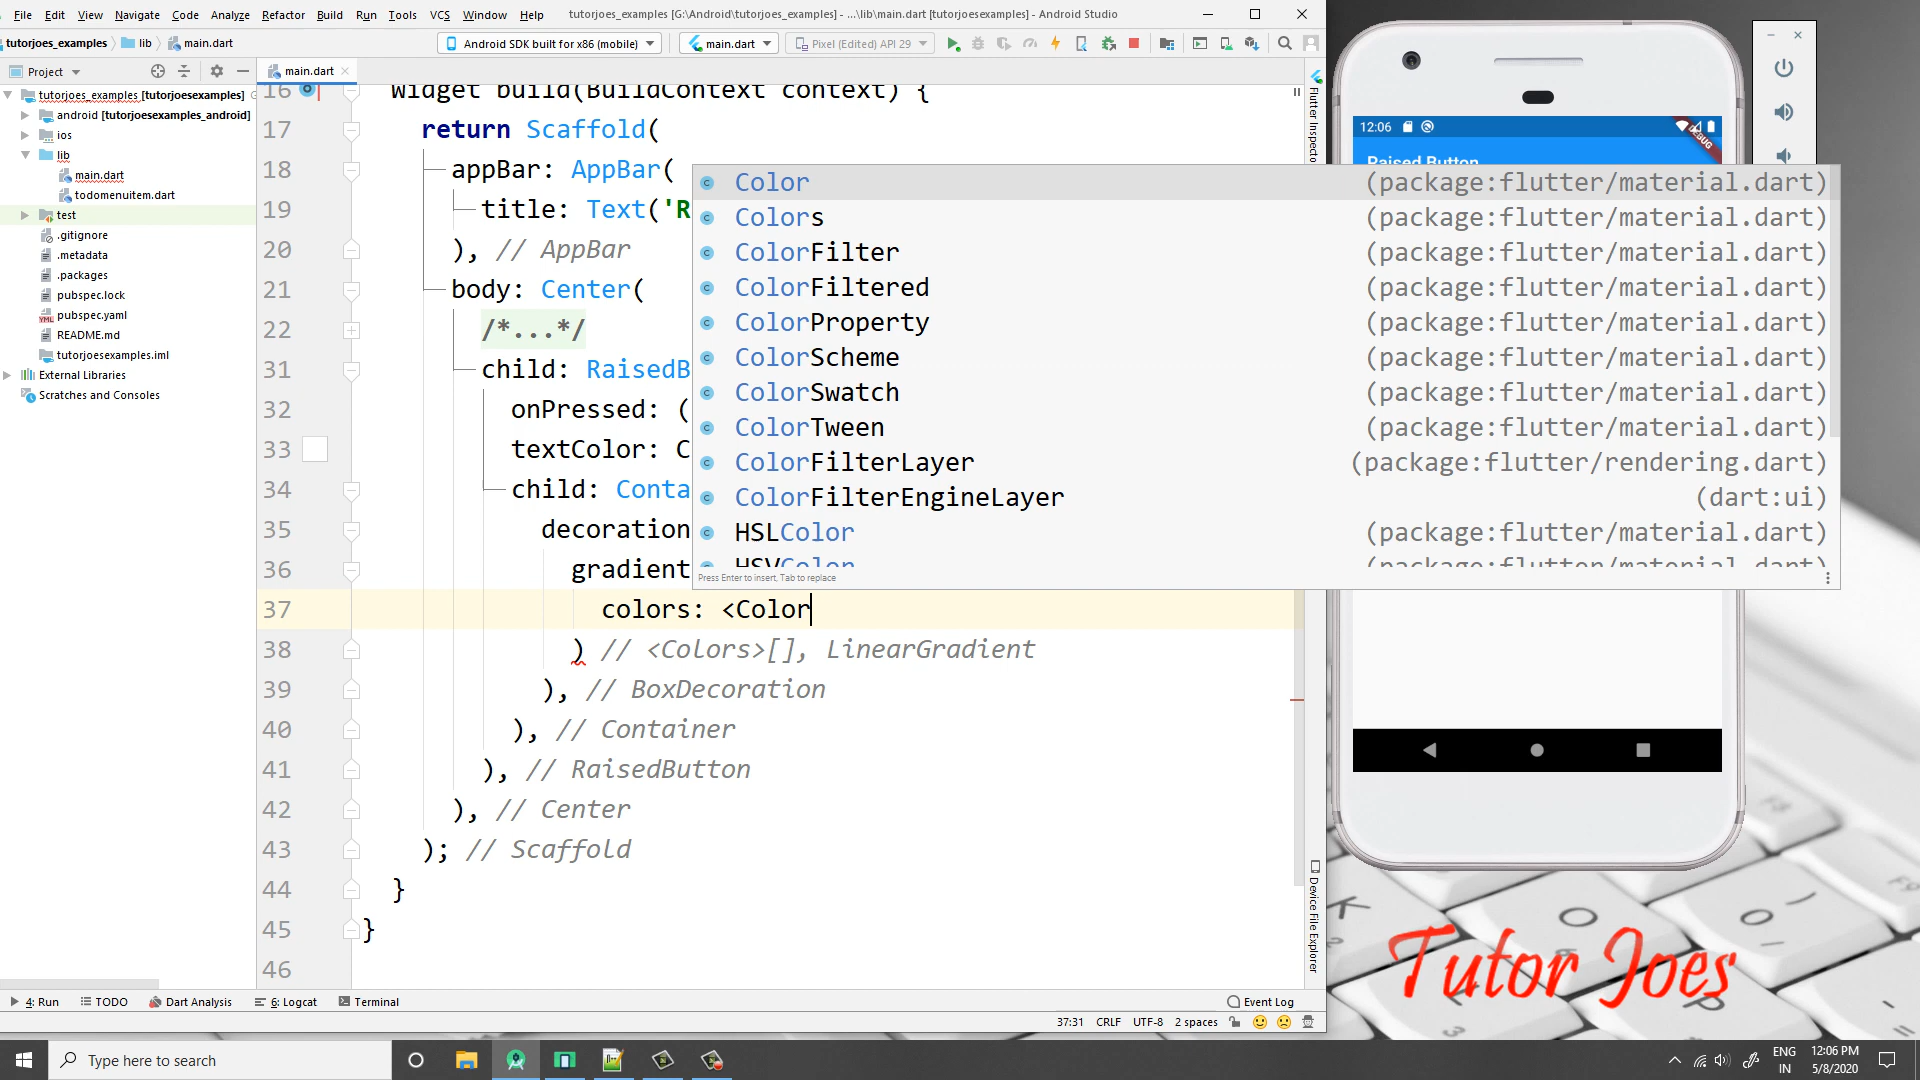 File Edit View Navigate Code Analyze Refactor Build Run Tools VCS Window Help tutorjoes_examples [G:\Android\tutorjoes_examples] - ...\lib\main.dart [tutorjoesexamples] - Android Studio
tutorjoes_examples lib main.dart Android SDK built for x86 (mobile) main.dart Pixel (Edited) API 29
Project main.dart
tutorjoes_examples [tutorjoesexamples]
android [tutorjoesexamples_android]
ios
lib
main.dart
todomenuitem.dart
test
.gitignore
.metadata
.packages
pubspec.lock
pubspec.yaml
README.md
tutorjoesexamples.iml
External Libraries
Scratches and Consoles
16 Widget build(BuildContext context) {
17 return Scaffold(
18 appBar: AppBar(
19 title: Text('R
20 ), // AppBar
21 body: Center(
22 /*...*/
31 child: RaisedB
32 onPressed: (
33 textColor: C
34 child: Conta
35 decoration
36 gradient
37 colors: <Color
38 ) // <Colors>[], LinearGradient
39 ), // BoxDecoration
40 ), // Container
41 ), // RaisedButton
42 ), // Center
43 ); // Scaffold
44 }
45 }
46
Color (package:flutter/material.dart)
Colors (package:flutter/material.dart)
ColorFilter (package:flutter/material.dart)
ColorFiltered (package:flutter/material.dart)
ColorProperty (package:flutter/material.dart)
ColorScheme (package:flutter/material.dart)
ColorSwatch (package:flutter/material.dart)
ColorTween (package:flutter/material.dart)
ColorFilterLayer (package:flutter/rendering.dart)
ColorFilterEngineLayer (dart:ui)
HSLColor (package:flutter/material.dart)
HSVColor (package:flutter/material.dart)
Press Enter to insert, Tab to replace
Flutter Inspecto
Device File Explorer
12:06
DEBUG
Raised Button
Tutor Joes
4: Run TODO Dart Analysis 6: Logcat Terminal Event Log
37:31 CRLF UTF-8 2 spaces
Type here to search
ENG
IN
12:06 PM
5/8/2020